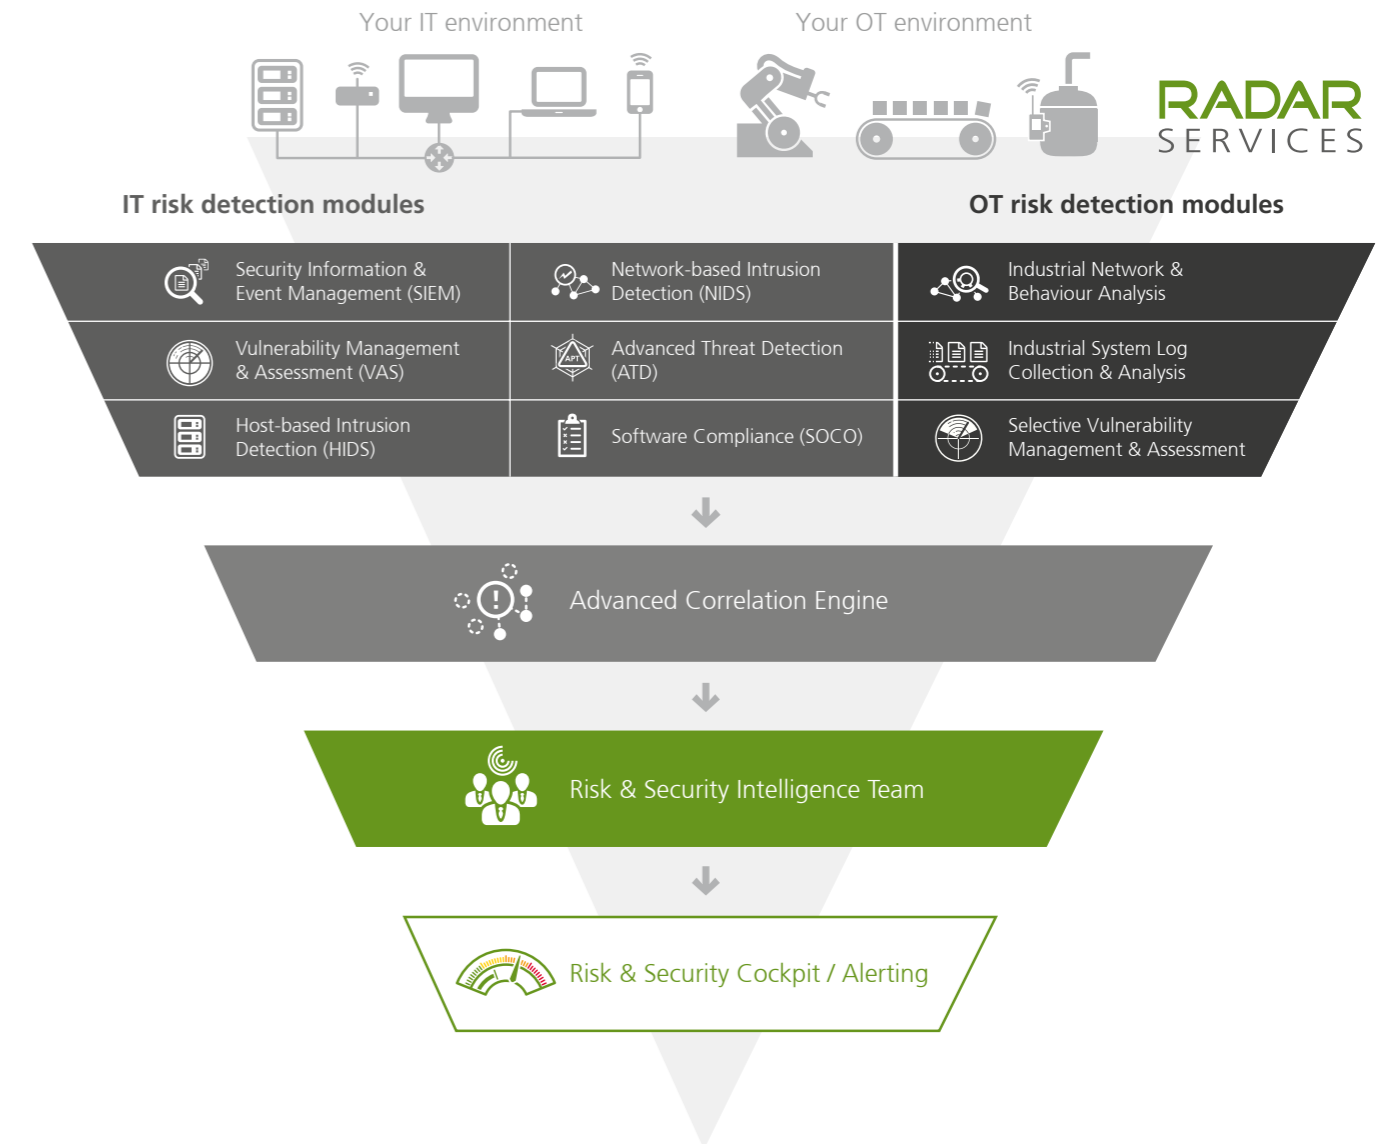 Your IT environment
Your OT environment
RADAR
SERVICES
IT risk detection modules
OT risk detection modules
Security Information &
Event Management (SIEM)
Network-based Intrusion
Detection (NIDS)
Industrial Network &
Behaviour Analysis
Vulnerability Management
& Assessment (VAS)
APT
Advanced Threat Detection
(ATD)
Industrial System Log
Collection & Analysis
Host-based Intrusion
Detection (HIDS)
Software Compliance (SOCO)
Selective Vulnerability
Management & Assessment
!
Advanced Correlation Engine
Risk & Security Intelligence Team
Risk & Security Cockpit / Alerting